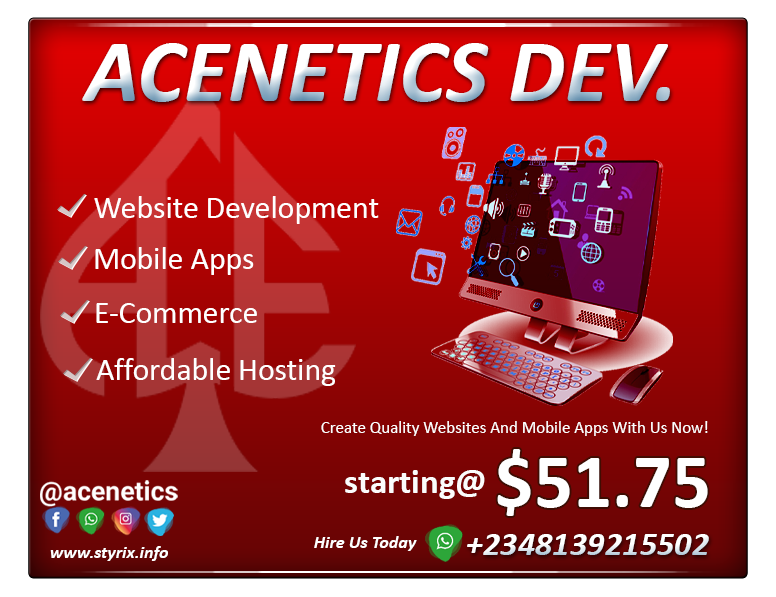 ACENETICS DEV.
Website Development
Mobile Apps
E-Commerce
Affordable Hosting
Create Quality Websites And Mobile Apps With Us Now!
starting@ $51.75
@acenetics
www.styrix.info
Hire Us Today +2348139215502
ACE